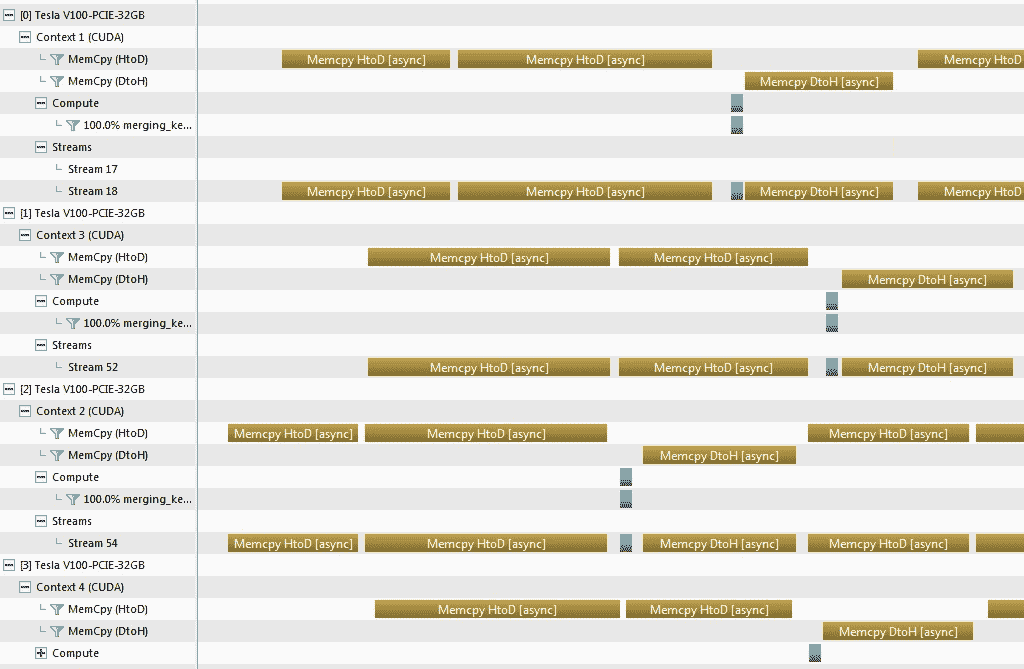 [0] Tesla V100-PCIE-32GB
Context 1 (CUDA)
MemCpy (HtoD) Memcpy HtoD [async] Memcpy HtoD [async] Memcpy HtoD
MemCpy (DtoH) Memcpy DtoH [async]
Compute
100.0% merging_ke...
Streams
Stream 17
Stream 18 Memcpy HtoD [async] Memcpy HtoD [async] Memcpy DtoH [async] Memcpy HtoD
[1] Tesla V100-PCIE-32GB
Context 3 (CUDA)
MemCpy (HtoD) Memcpy HtoD [async] Memcpy HtoD [async]
MemCpy (DtoH) Memcpy DtoH [async]
Compute
100.0% merging_ke...
Streams
Stream 52 Memcpy HtoD [async] Memcpy HtoD [async] Memcpy DtoH [async]
[2] Tesla V100-PCIE-32GB
Context 2 (CUDA)
MemCpy (HtoD) Memcpy HtoD [async] Memcpy HtoD [async] Memcpy HtoD [async]
MemCpy (DtoH) Memcpy DtoH [async]
Compute
100.0% merging_ke...
Streams
Stream 54 Memcpy HtoD [async] Memcpy HtoD [async] Memcpy DtoH [async] Memcpy HtoD [async]
[3] Tesla V100-PCIE-32GB
Context 4 (CUDA)
MemCpy (HtoD) Memcpy HtoD [async] Memcpy HtoD [async]
MemCpy (DtoH) Memcpy DtoH [async]
Compute